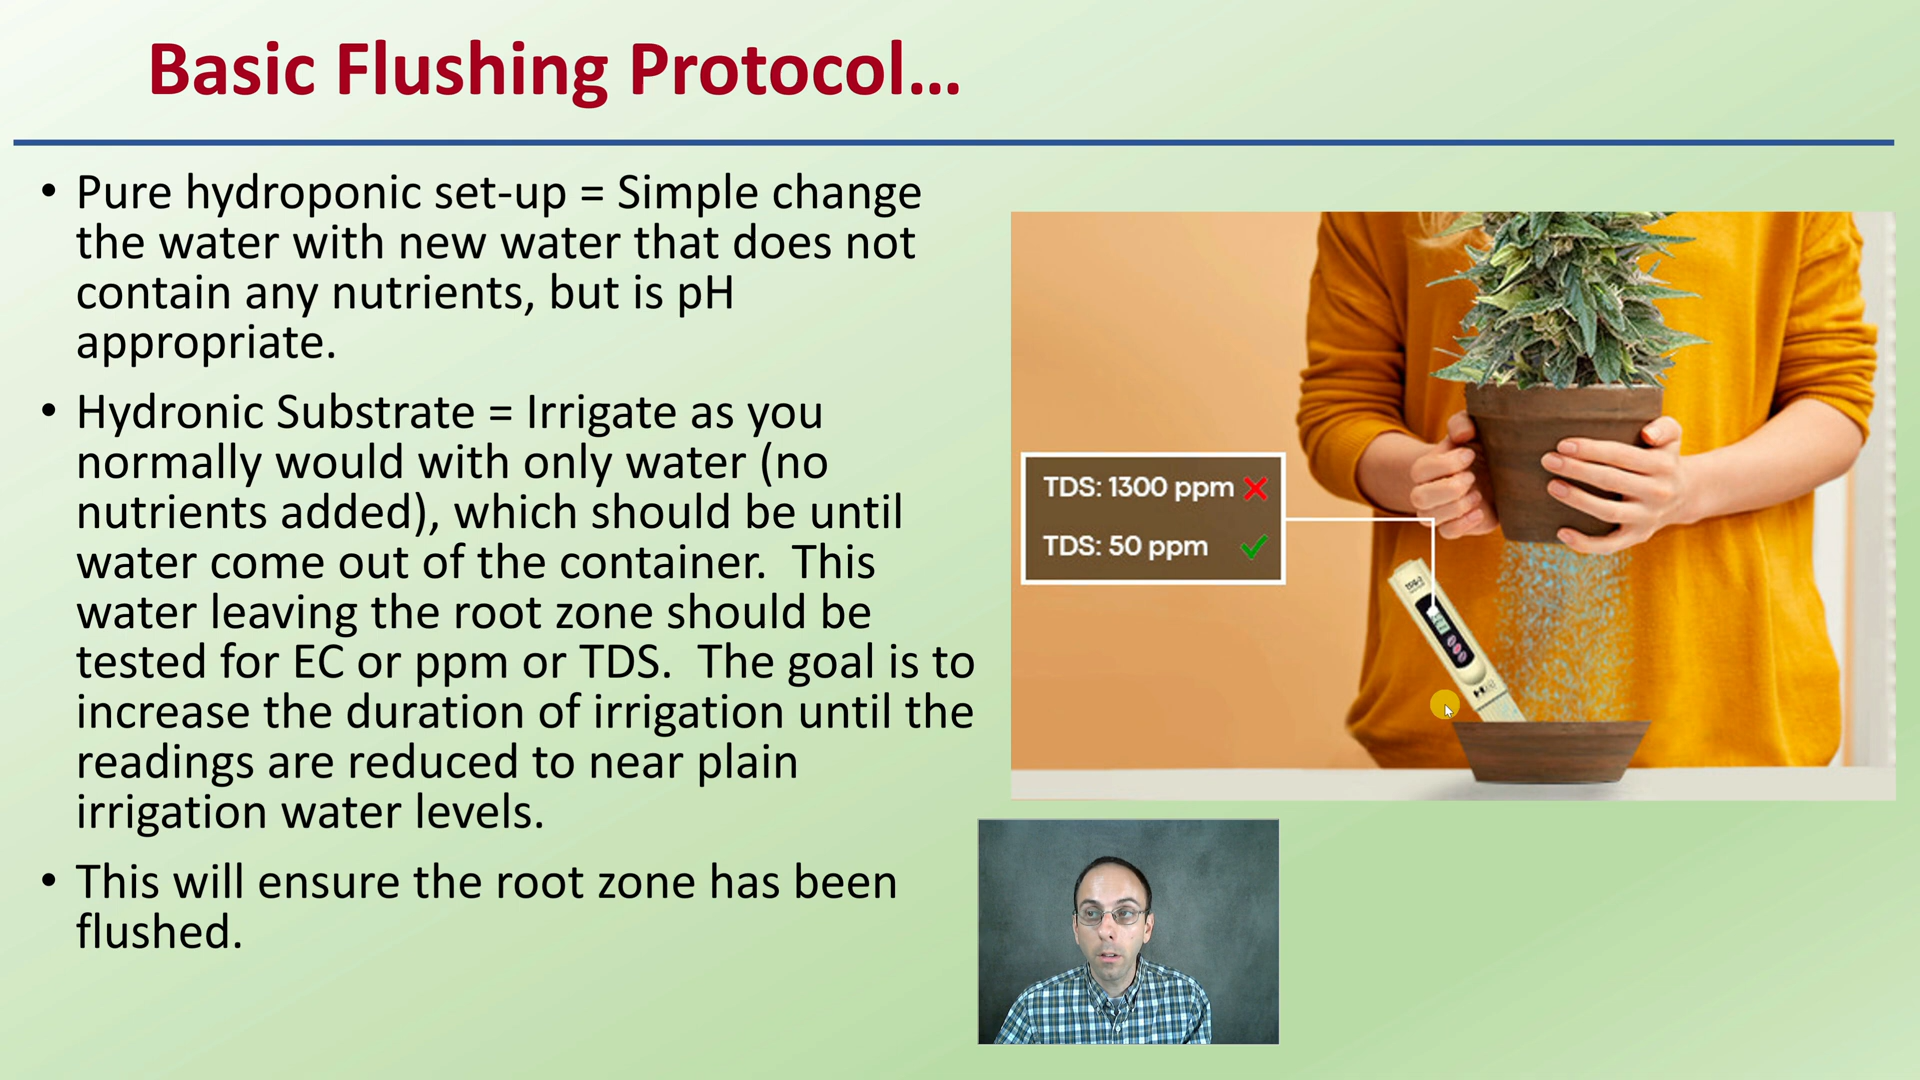 Basic Flushing Protocol...
• Pure hydroponic set-up = Simple change
the water with new water that does not
contain any nutrients, but is pH
appropriate.
• Hydronic Substrate = Irrigate as you
normally would with only water (no
nutrients added), which should be until
water come out of the container.  This
water leaving the root zone should be
tested for EC or ppm or TDS.  The goal is to
increase the duration of irrigation until the
readings are reduced to near plain
irrigation water levels.
• This will ensure the root zone has been
flushed.
TDS: 1300 ppm
TDS: 50 ppm